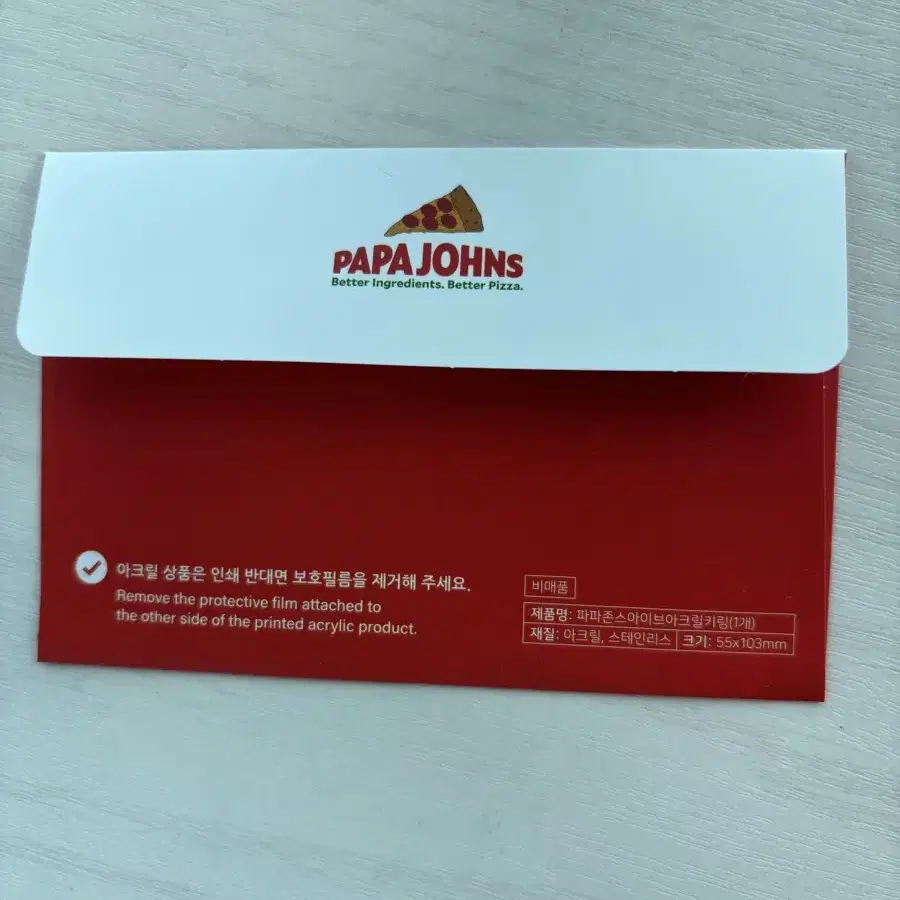 PAPA JOHNS
Better Ingredients. Better Pizza.
아크릴 상품은 인쇄 반대면 보호필름을 제거해 주세요.
Remove the protective film attached to
the other side of the printed acrylic product.
비매품
제품명: 파파존스아이브아크릴키링(1개)
재질: 아크릴, 스테인리스 크기: 55x103mm